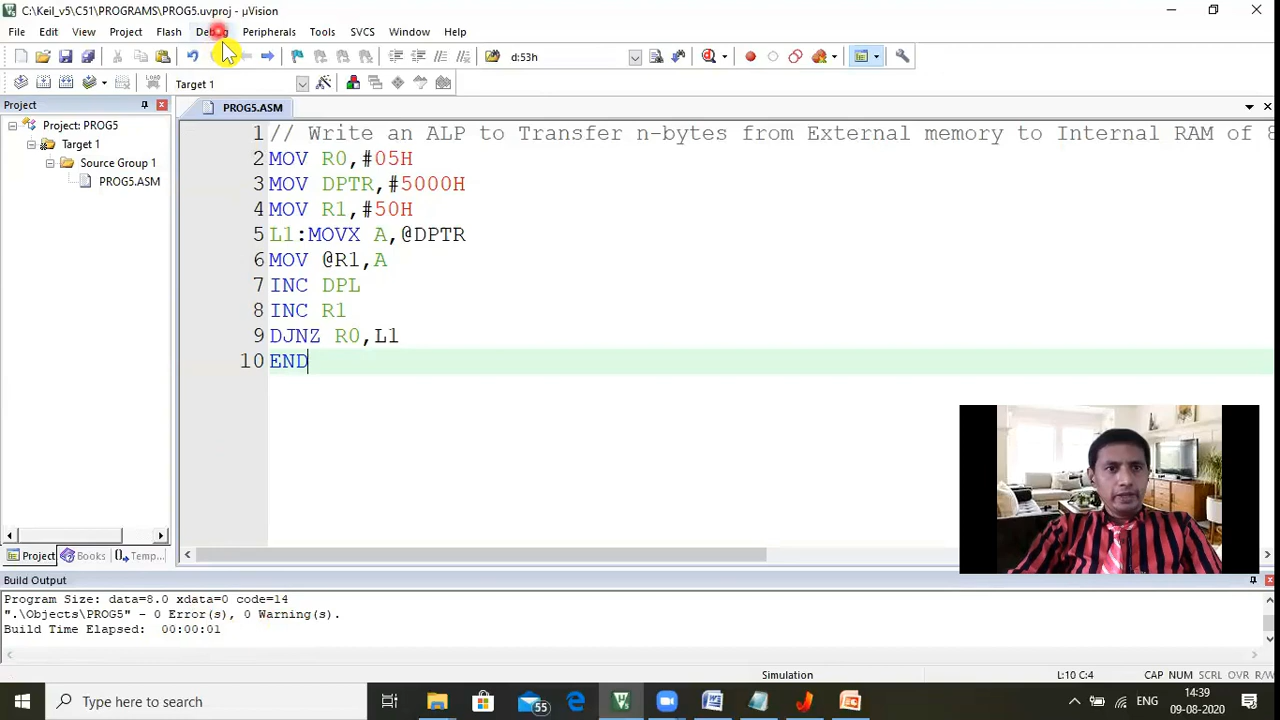 C:\Keil_v5\C51\PROGRAMS\PROG5.uvproj - µVision
File Edit View Project Flash Debug Peripherals Tools SVCS Window Help
d:53h
Target 1
Project
PROG5.ASM
Project: PROG5
Target 1
Source Group 1
PROG5.ASM
1 // Write an ALP to Transfer n-bytes from External memory to Internal RAM of 8
2 MOV R0,#05H
3 MOV DPTR,#5000H
4 MOV R1,#50H
5 L1:MOVX A,@DPTR
6 MOV @R1,A
7 INC DPL
8 INC R1
9 DJNZ R0,L1
10 END
Project Books {} Temp...
Build Output
Program Size: data=8.0 xdata=0 code=14
".\Objects\PROG5" - 0 Error(s), 0 Warning(s).
Build Time Elapsed: 00:00:01
Simulation L:10 C:4 CAP NUM SCRL OVR R/W
Type here to search
55
ENG
14:39
09-08-2020